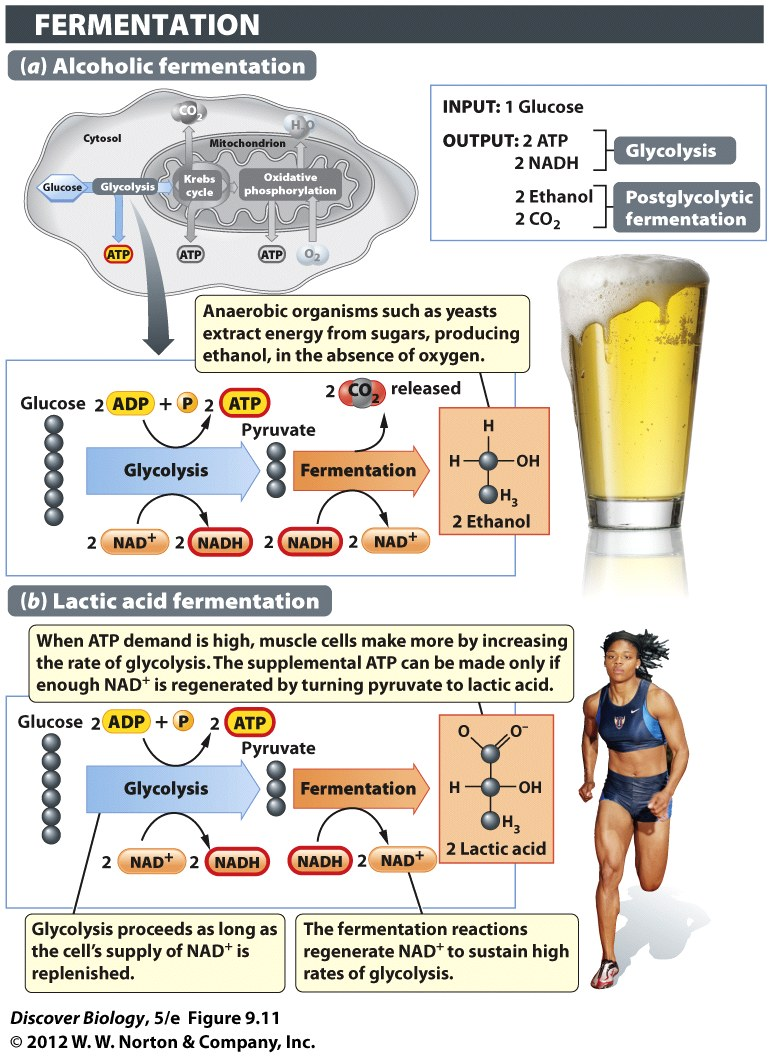 FERMENTATION
(a) Alcoholic fermentation
CO2
H2O
Cytosol
Mitochondrion
Glucose
Glycolysis
Krebs
cycle
Oxidative
phosphorylation
ATP
ATP
ATP
O2
INPUT: 1 Glucose
OUTPUT: 2 ATP
2 NADH
Glycolysis
2 Ethanol
2 CO2
Postglycolytic
fermentation
Anaerobic organisms such as yeasts
extract energy from sugars, producing
ethanol, in the absence of oxygen.
Glucose
2 ADP + P 2 ATP
Pyruvate
2 CO2 released
Glycolysis
Fermentation
2 NAD+ 2 NADH
2 NADH 2 NAD+
H
H OH
H3
2 Ethanol
(b) Lactic acid fermentation
When ATP demand is high, muscle cells make more by increasing
the rate of glycolysis. The supplemental ATP can be made only if
enough NAD+ is regenerated by turning pyruvate to lactic acid.
Glucose
2 ADP + P 2 ATP
Pyruvate
Glycolysis
Fermentation
2 NAD+ 2 NADH
NADH 2 NAD+
O O−
H OH
H3
2 Lactic acid
Glycolysis proceeds as long as
the cell's supply of NAD+ is
replenished.
The fermentation reactions
regenerate NAD+ to sustain high
rates of glycolysis.
Discover Biology, 5/e Figure 9.11
© 2012 W. W. Norton & Company, Inc.